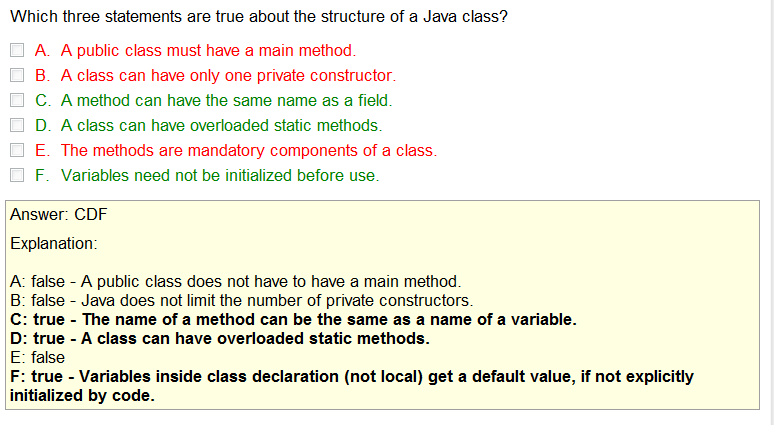 Which three statements are true about the structure of a Java class?
A. A public class must have a main method.
B. A class can have only one private constructor.
C. A method can have the same name as a field.
D. A class can have overloaded static methods.
E. The methods are mandatory components of a class.
F. Variables need not be initialized before use.
Answer: CDF
Explanation:
A: false - A public class does not have to have a main method.
B: false - Java does not limit the number of private constructors.
C: true - The name of a method can be the same as a name of a variable.
D: true - A class can have overloaded static methods.
E: false
F: true - Variables inside class declaration (not local) get a default value, if not explicitly
initialized by code.